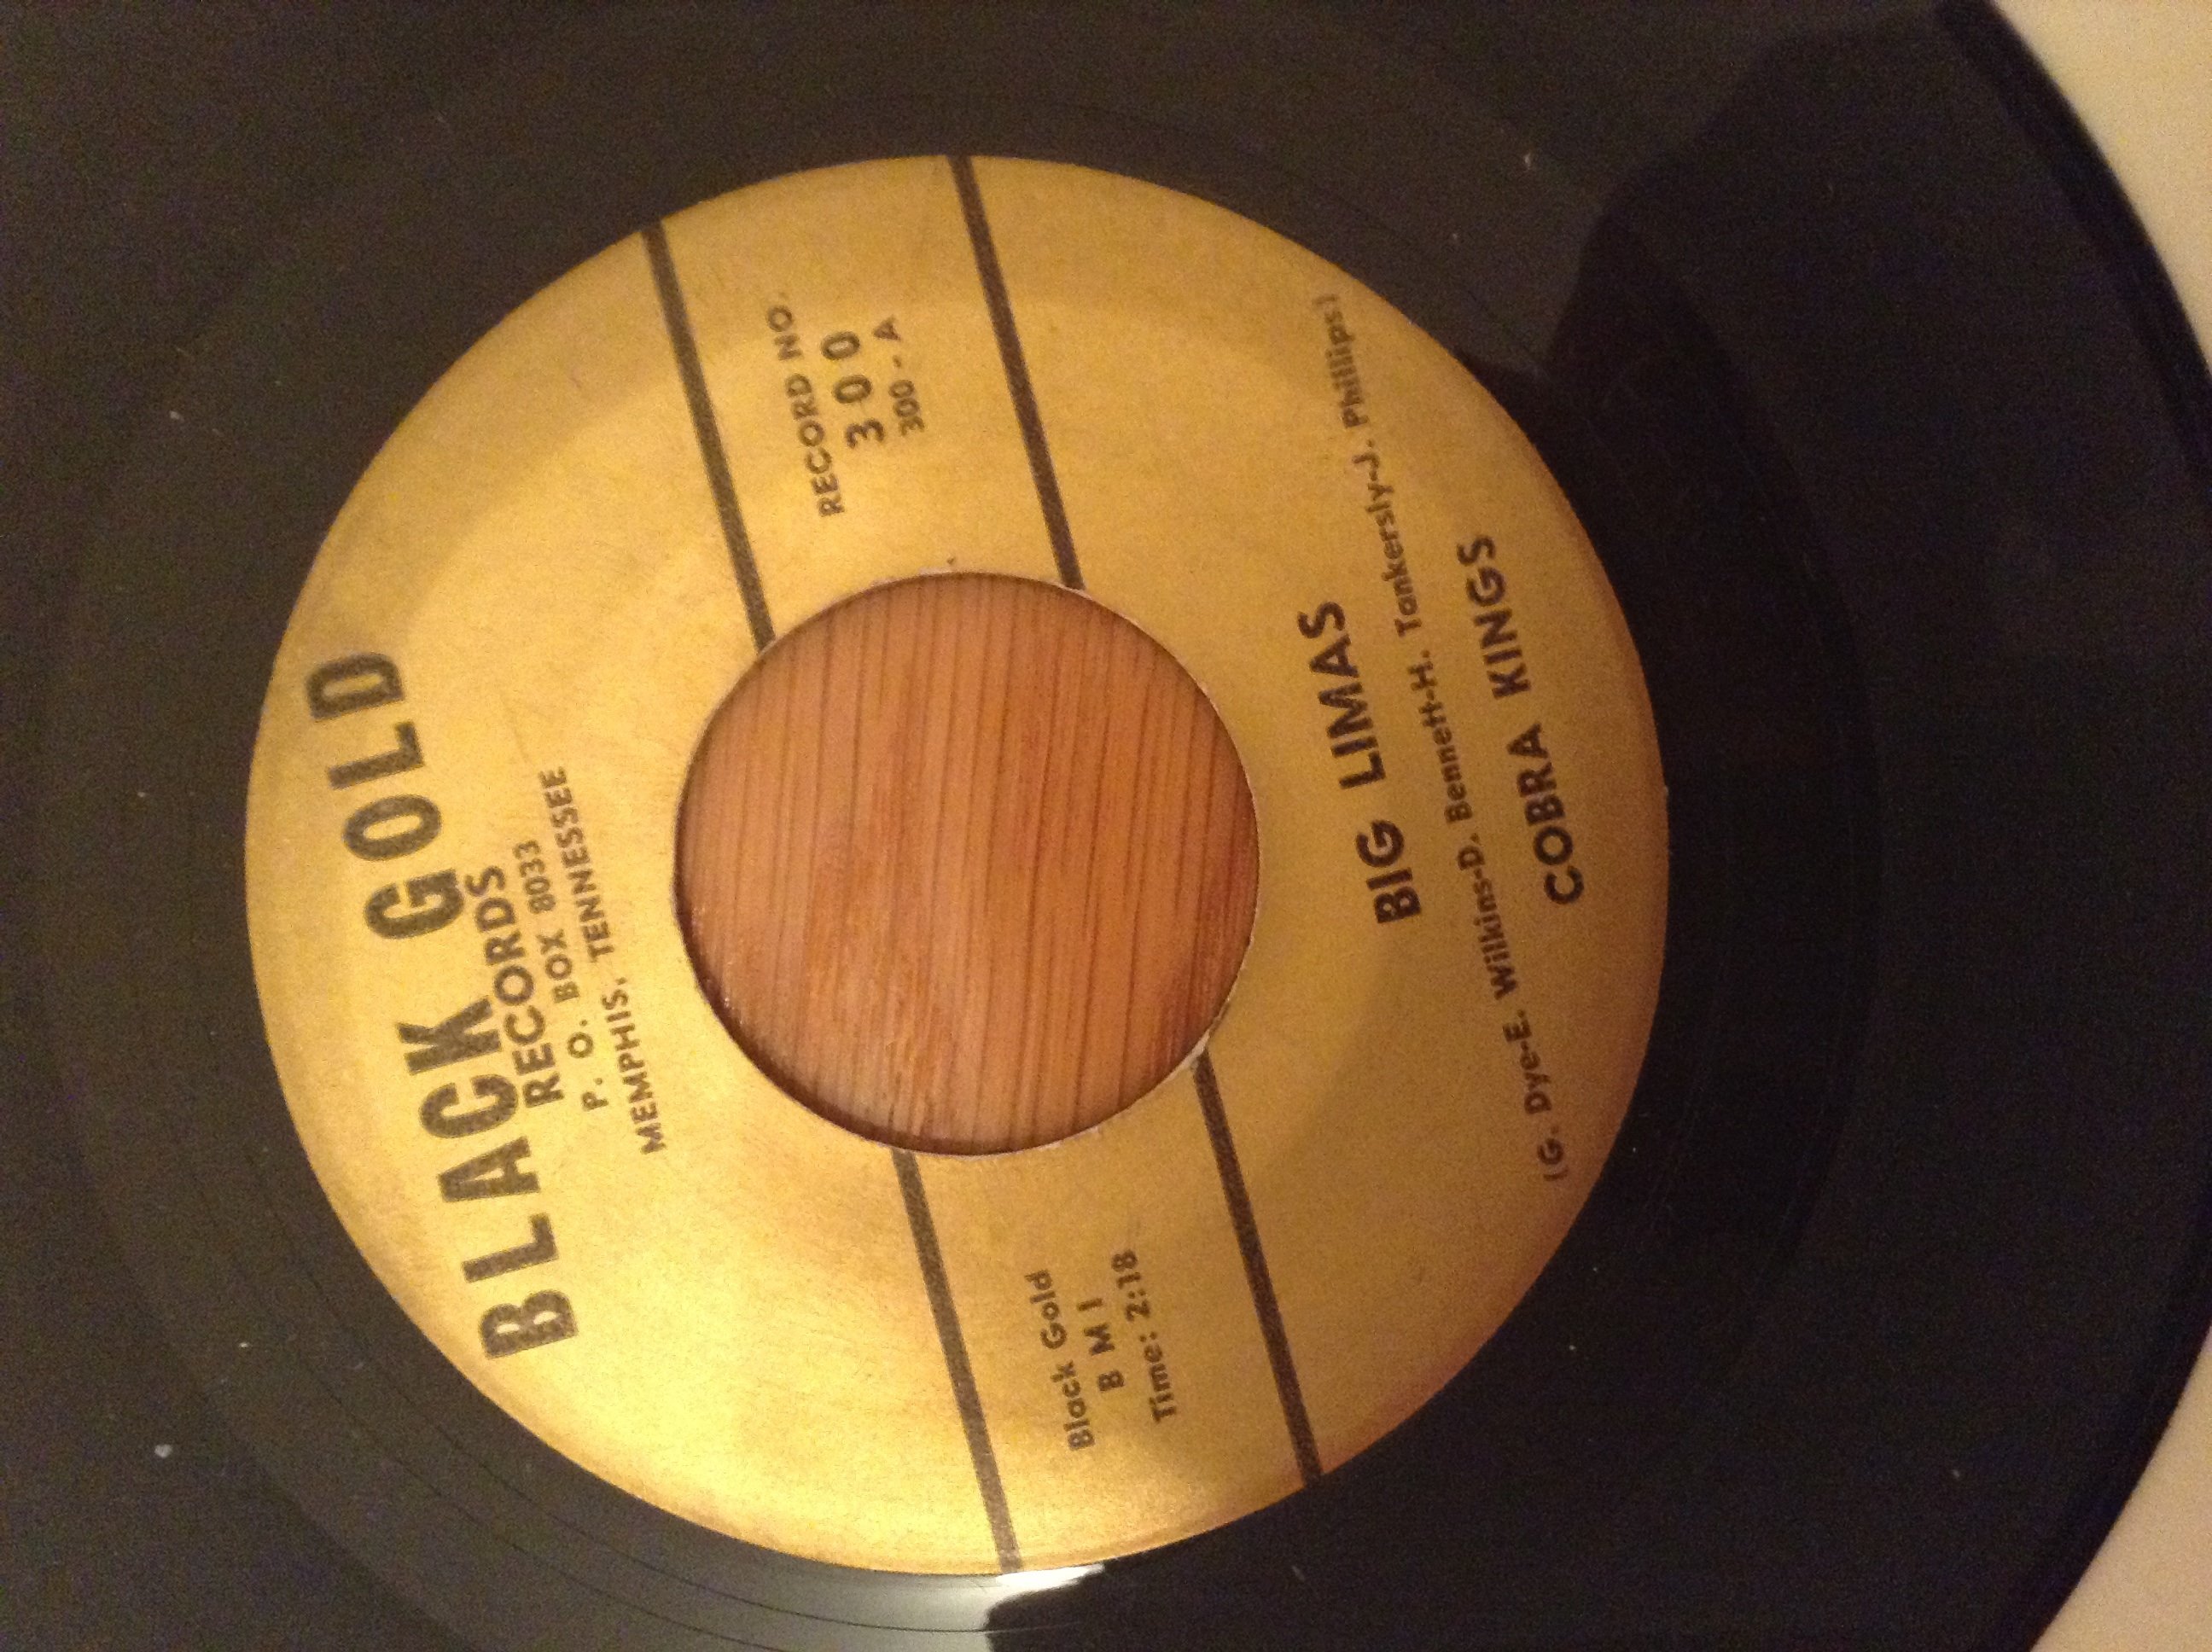 BLACK GOLD
RECORDS
P. O. BOX 8033
MEMPHIS, TENNESSEE
Black Gold
B M I
Time: 2:18
RECORD NO.
300
300 - A
BIG LIMAS
(G. Dye-E. Wilkins-D. Bennett-H. Tankersly-J. Phillips)
COBRA KINGS